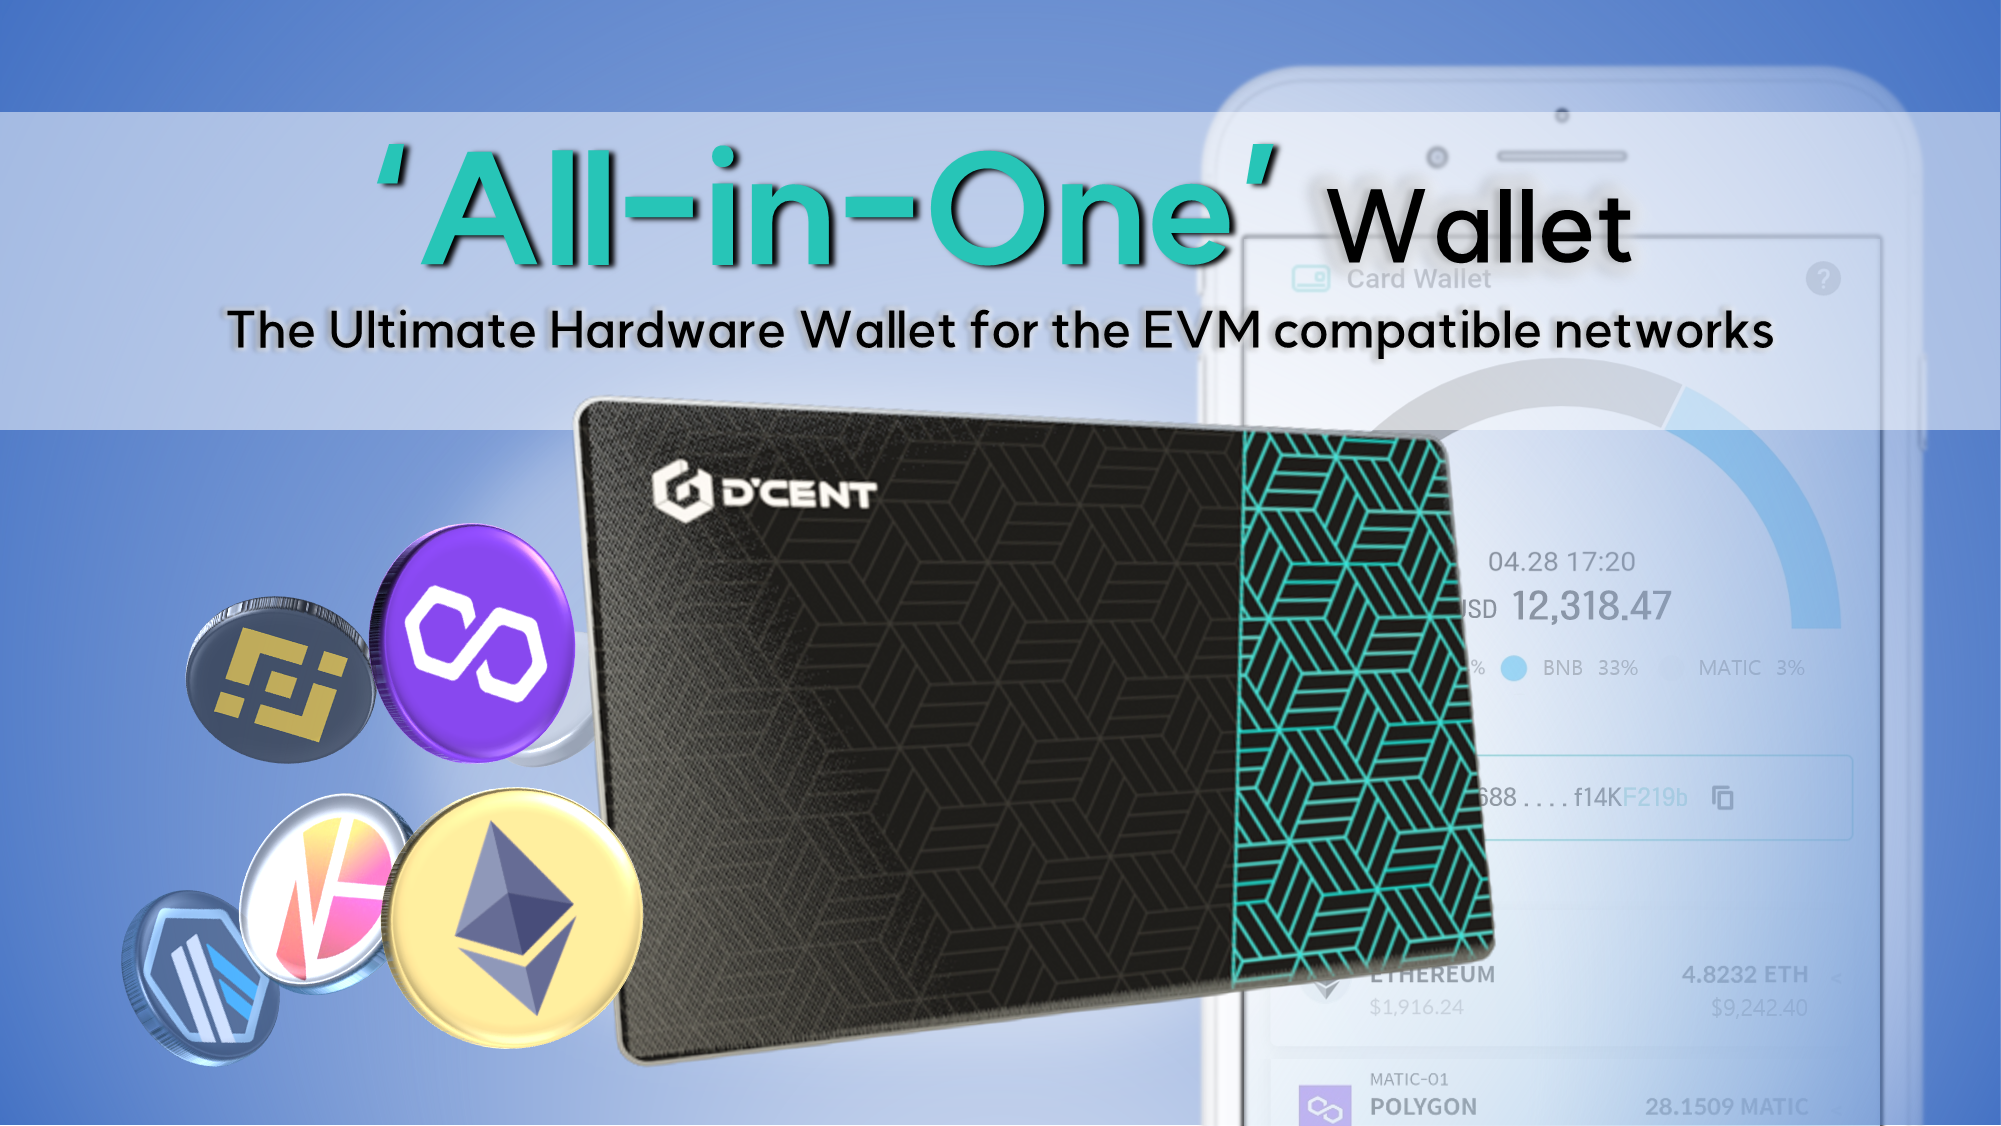 'All-in-One' Wallet
The Ultimate Hardware Wallet for the EVM compatible networks
Card Wallet
?
D'CENT
04.28 17:20
USD 12,318.47
% BNB 33% MATIC 3%
688 .... f14KF219b
ETHEREUM 4.8232 ETH <
$1,916.24 $9,242.40
MATIC-01
POLYGON 28.1509 MATIC <